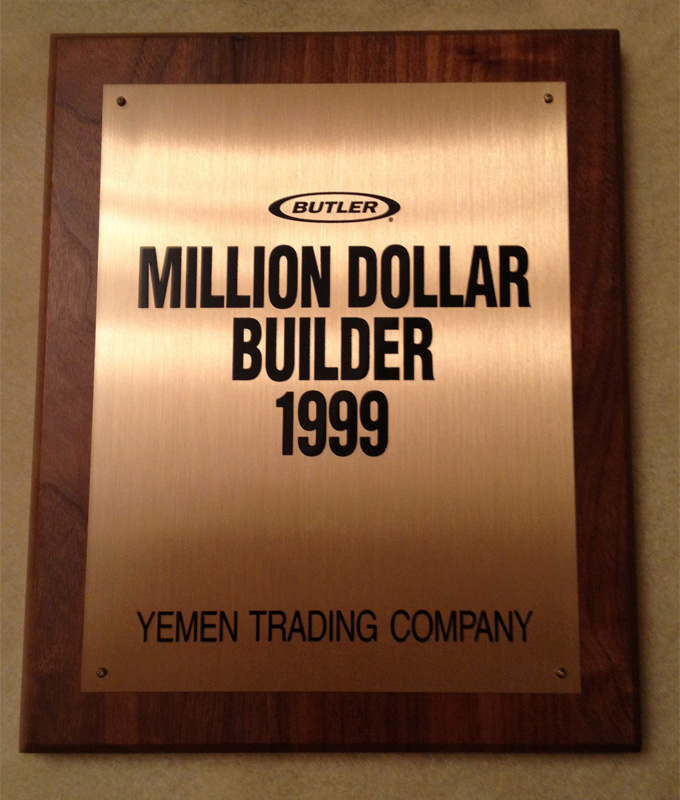 BUTLER®
MILLION DOLLAR
BUILDER
1999
YEMEN TRADING COMPANY